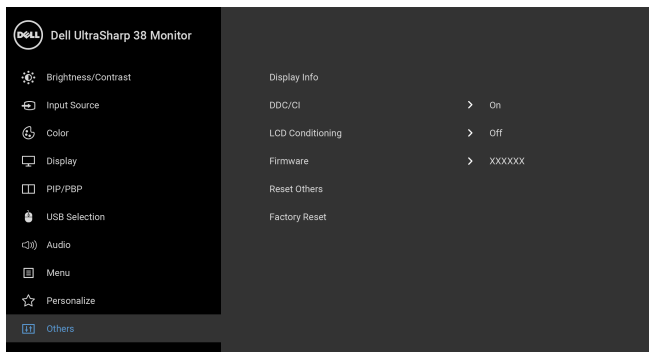 DELL Dell UltraSharp 38 Monitor
Brightness/Contrast
Input Source
Color
Display
PIP/PBP
USB Selection
Audio
Menu
Personalize
Others
Display Info
DDC/CI > On
LCD Conditioning > Off
Firmware > XXXXXX
Reset Others
Factory Reset